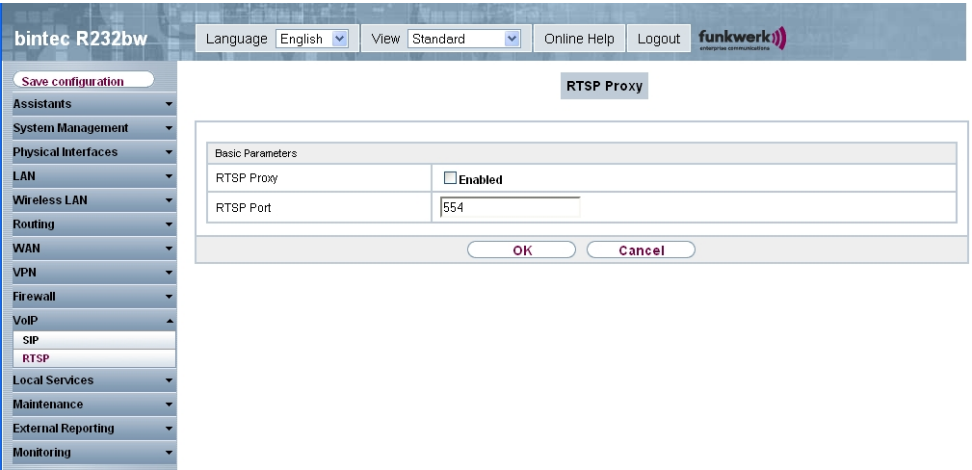 bintec R232bw
Language English View Standard Online Help Logout funkwerk
enterprise communications
Save configuration
Assistants
System Management
Physical Interfaces
LAN
Wireless LAN
Routing
WAN
VPN
Firewall
VoIP
SIP
RTSP
Local Services
Maintenance
External Reporting
Monitoring
RTSP Proxy
Basic Parameters
RTSP Proxy Enabled
RTSP Port 554
OK Cancel